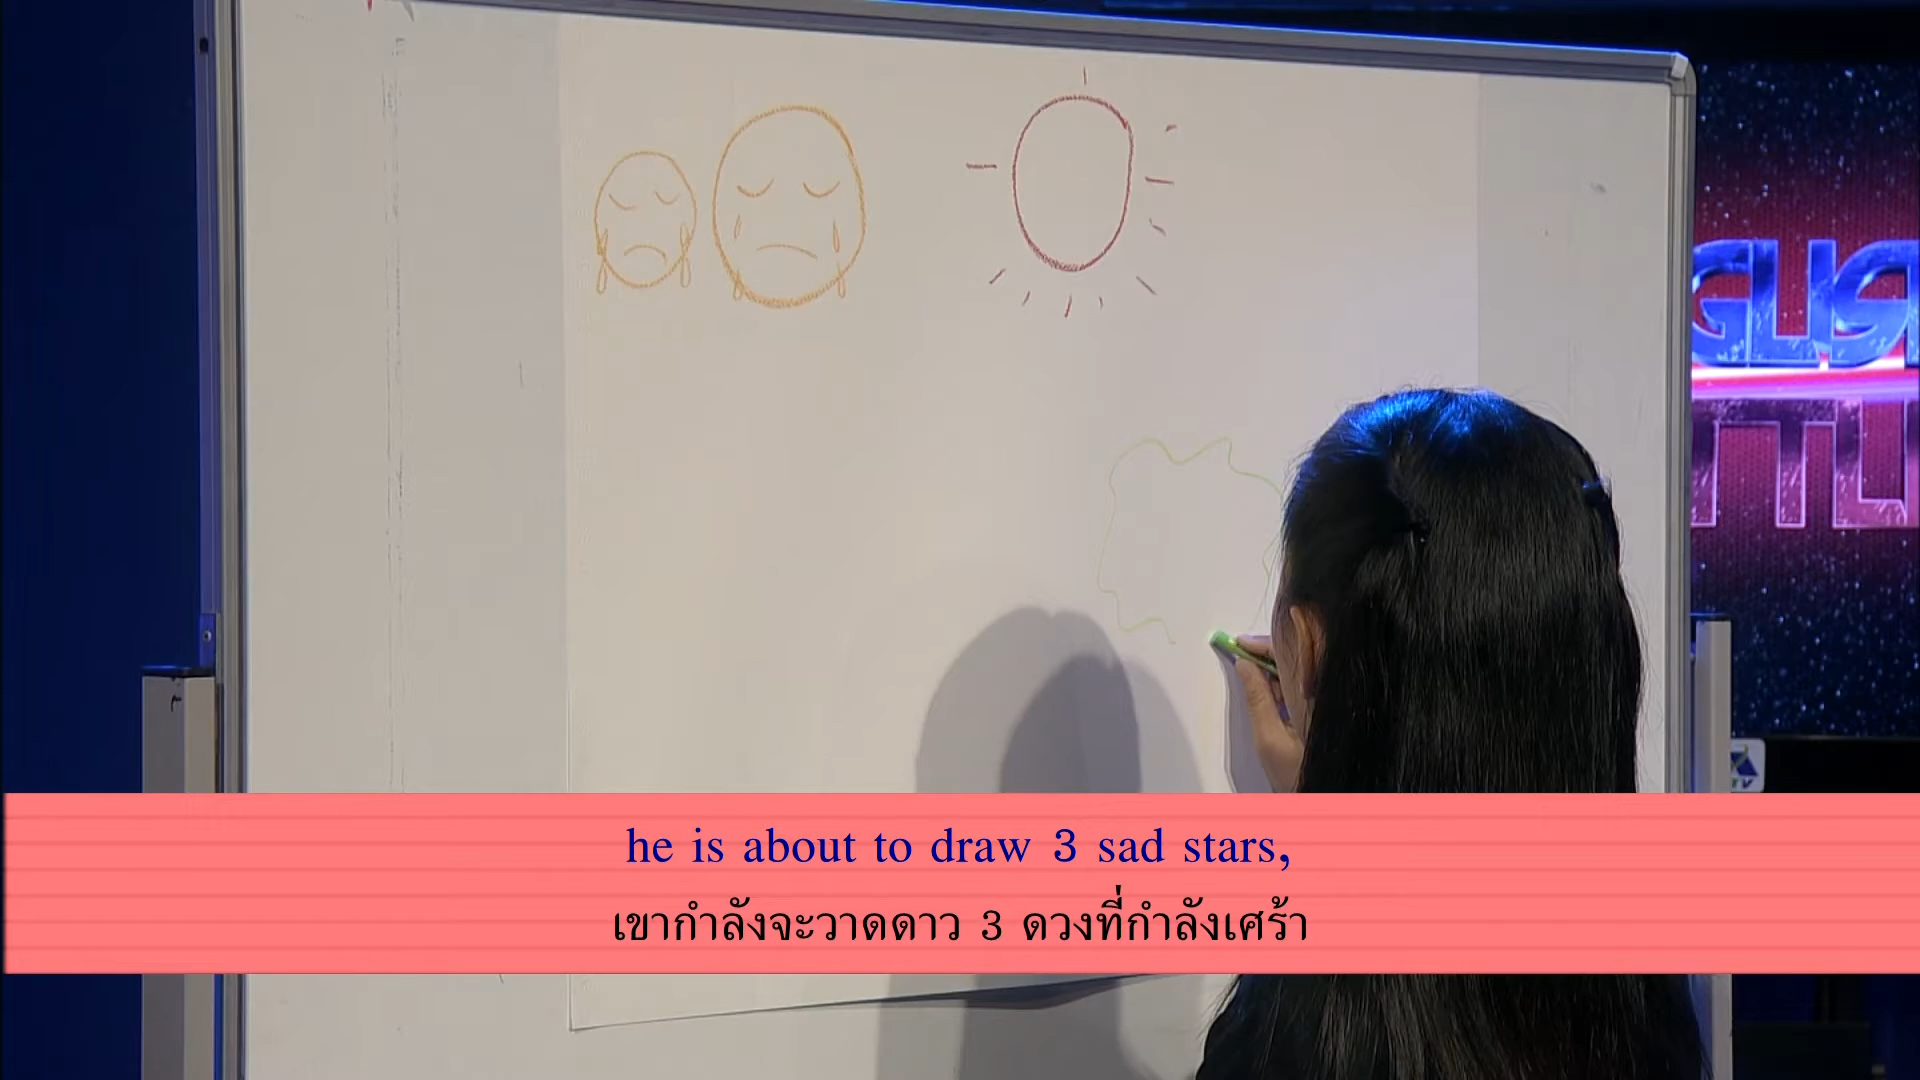 he is about to draw 3 sad stars,
เขากำลังจะวาดดาว 3 ดวงที่กำลังเศร้า